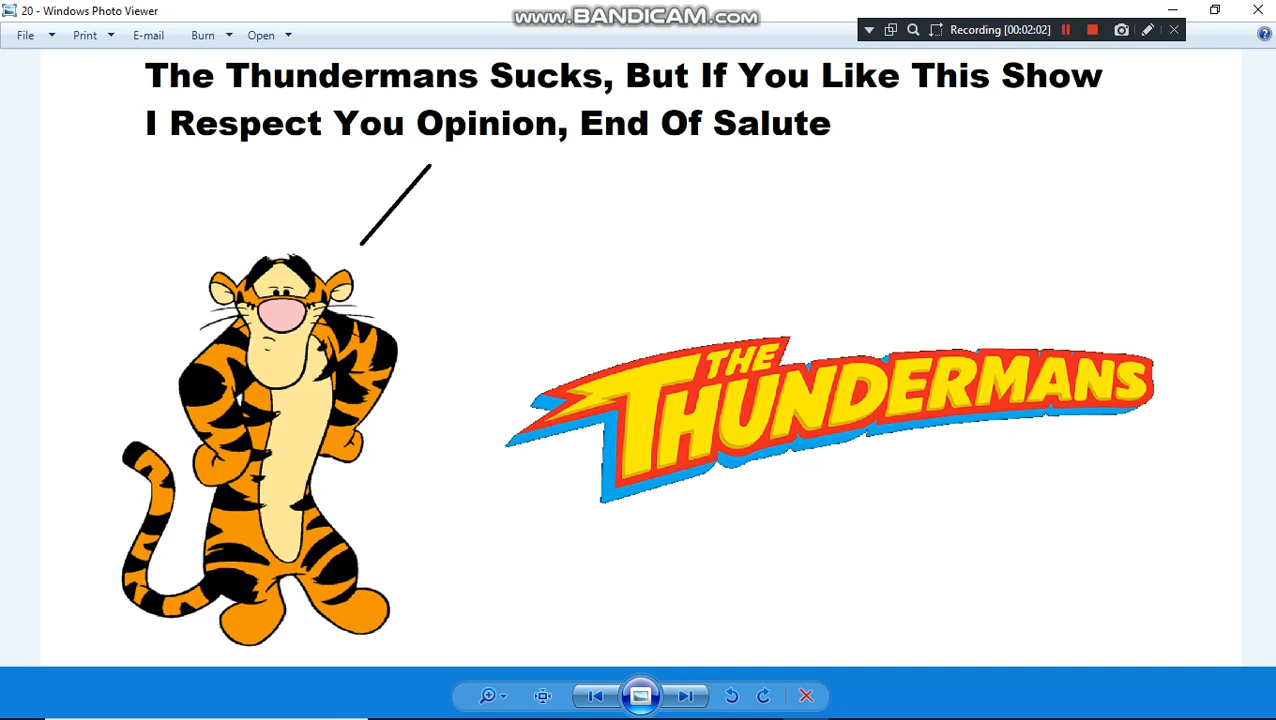 20 - Windows Photo Viewer
www.BANDICAM.com
File Print E-mail Burn Open
Recording [00:02:02]
The Thundermans Sucks, But If You Like This Show
I Respect You Opinion, End Of Salute
THE
THUNDERMANS